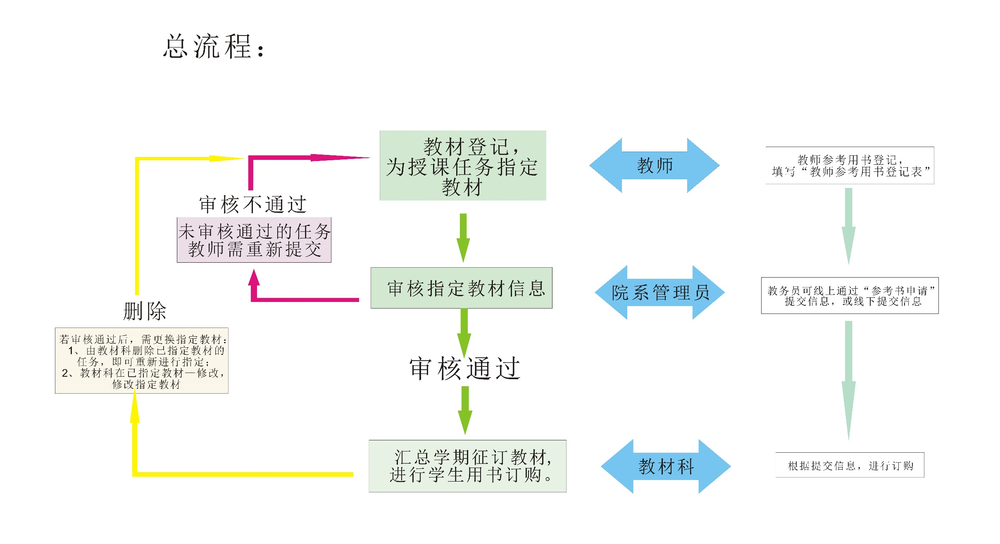 总流程：
教材登记，
为授课任务指定
教材
教师
教师参考用书登记，
填写“教师参考用书登记表”
审核不通过
未审核通过的任务
教师需重新提交
审核指定教材信息
院系管理员
教务员可线上通过“参考书申请”
提交信息，或线下提交信息
删除
若审核通过后，需更换指定教材：
1、由教材科删除已指定教材的
任务，即可重新进行指定；
2、教材科在已指定教材—修改，
修改指定教材
审核通过
汇总学期征订教材，
进行学生用书订购。
教材科
根据提交信息，进行订购